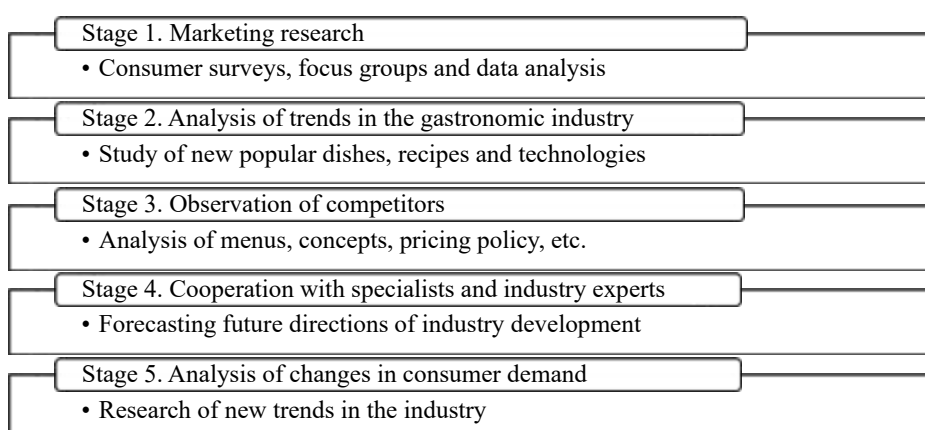 Stage 1. Marketing research
• Consumer surveys, focus groups and data analysis
Stage 2. Analysis of trends in the gastronomic industry
• Study of new popular dishes, recipes and technologies
Stage 3. Observation of competitors
• Analysis of menus, concepts, pricing policy, etc.
Stage 4. Cooperation with specialists and industry experts
• Forecasting future directions of industry development
Stage 5. Analysis of changes in consumer demand
• Research of new trends in the industry